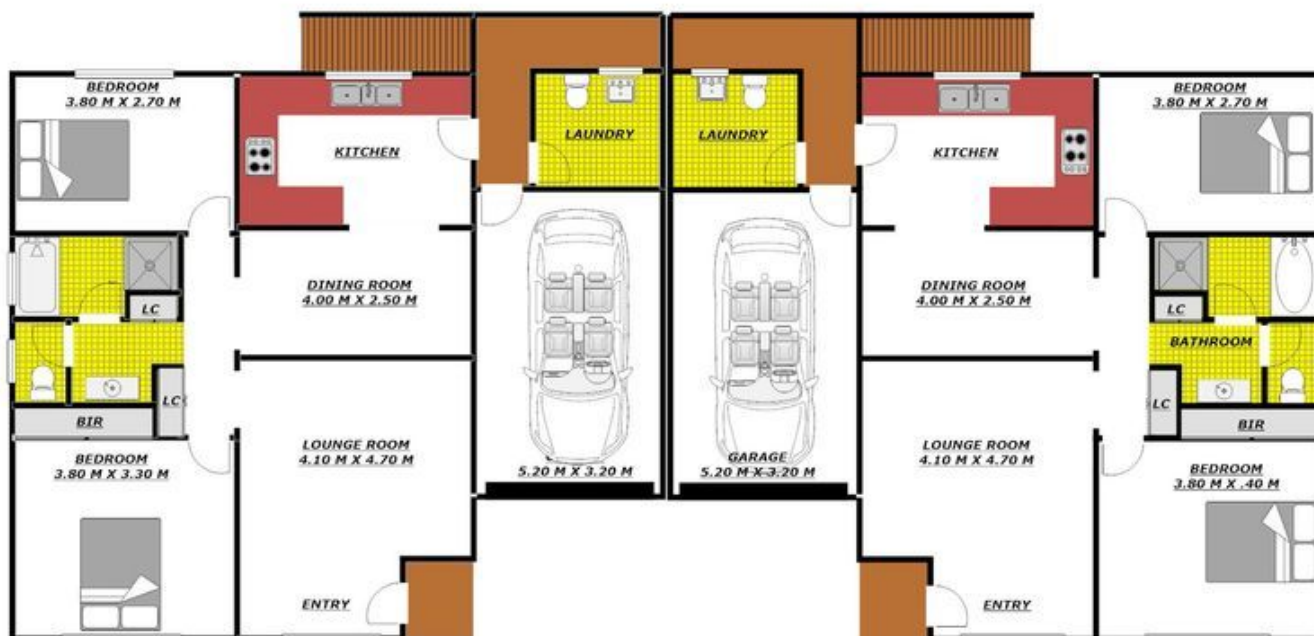 BEDROOM
3.80 M X 2.70 M
KITCHEN
LAUNDRY
LAUNDRY
KITCHEN
BEDROOM
3.80 M X 2.70 M
DINING ROOM
4.00 M X 2.50 M
LC
LC
BIR
DINING ROOM
4.00 M X 2.50 M
LC
BATHROOM
LC
BIR
BEDROOM
3.80 M X 3.30 M
LOUNGE ROOM
4.10 M X 4.70 M
5.20 M X 3.20 M
GARAGE
5.20 M X 3.20 M
LOUNGE ROOM
4.10 M X 4.70 M
BEDROOM
3.80 M X .40 M
ENTRY
ENTRY